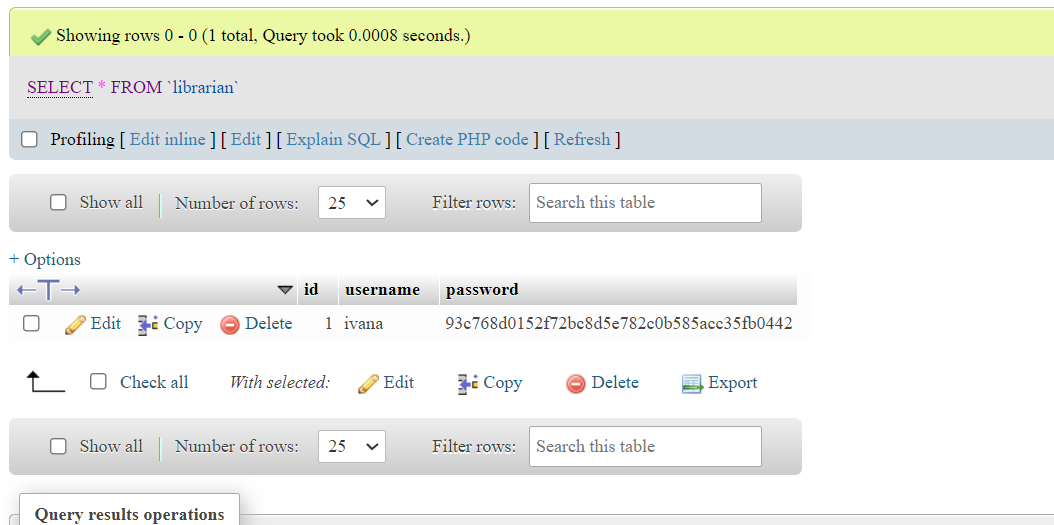 Showing rows 0 - 0 (1 total, Query took 0.0008 seconds.)
SELECT * FROM `librarian`
Profiling [ Edit inline ] [ Edit ] [ Explain SQL ] [ Create PHP code ] [ Refresh ]
Show all Number of rows: 25 Filter rows: Search this table
+ Options
id username password
Edit Copy Delete 1 ivana 93c768d0152f72bc8d5e782c0b585acc35fb0442
Check all With selected: Edit Copy Delete Export
Show all Number of rows: 25 Filter rows: Search this table
Query results operations